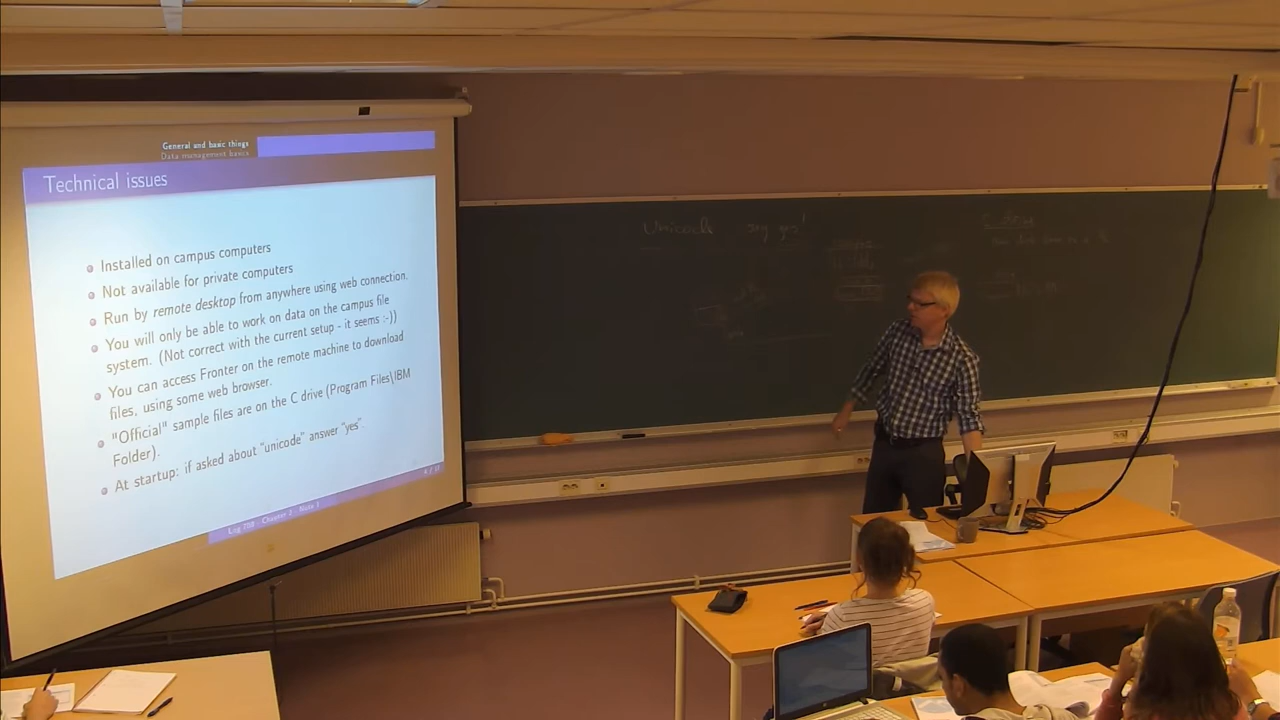 General and basic things
Data management basics
Technical issues
Installed on campus computers
Not available for private computers
Run by remote desktop from anywhere using web connection.
You will only be able to work on data on the campus file
system. (Not correct with the current setup - it seems :-))
You can access Fronter on the remote machine to download
files, using some web browser.
"Official" sample files are on the C drive (Program Files\IBM
Folder).
At startup: if asked about "unicode" answer "yes".
Unicode say yes!